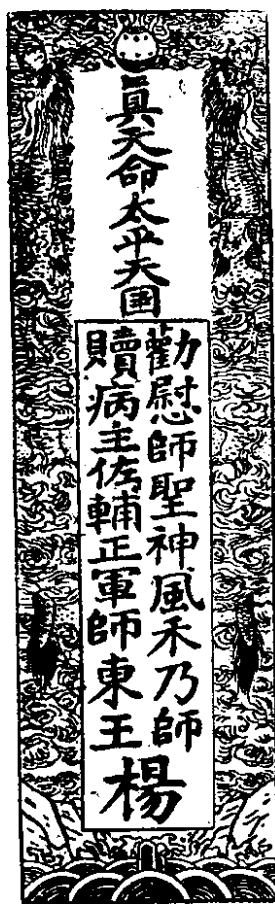 真天命太平天囯
勸慰師聖神風禾乃師
贖病主佐輔正軍師東王
楊